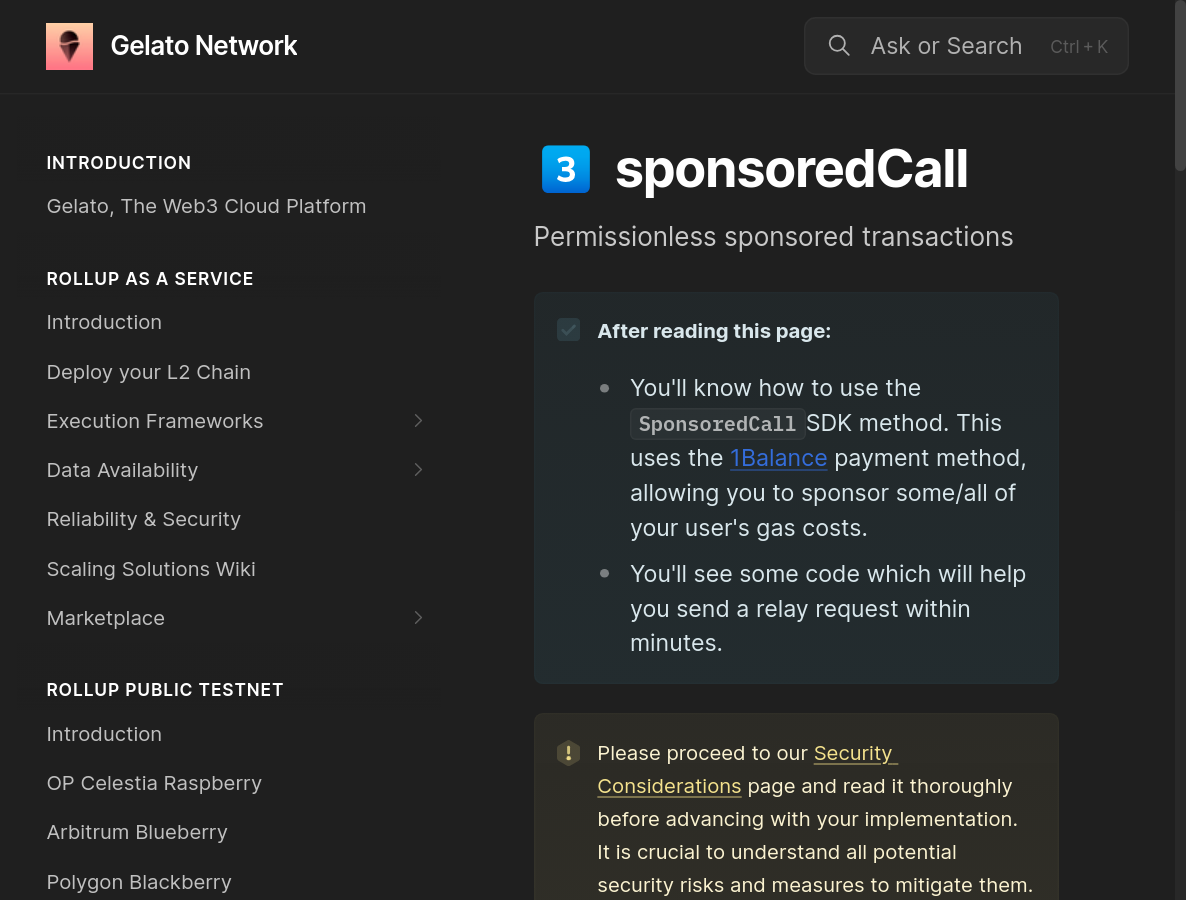 Gelato Network
Ask or Search Ctrl + K
INTRODUCTION
Gelato, The Web3 Cloud Platform
ROLLUP AS A SERVICE
Introduction
Deploy your L2 Chain
Execution Frameworks
Data Availability
Reliability & Security
Scaling Solutions Wiki
Marketplace
ROLLUP PUBLIC TESTNET
Introduction
OP Celestia Raspberry
Arbitrum Blueberry
Polygon Blackberry
3 sponsoredCall
Permissionless sponsored transactions
After reading this page:
You'll know how to use the
SponsoredCall SDK method. This
uses the 1Balance payment method,
allowing you to sponsor some/all of
your user's gas costs.
You'll see some code which will help
you send a relay request within
minutes.
Please proceed to our Security
Considerations page and read it thoroughly
before advancing with your implementation.
It is crucial to understand all potential
security risks and measures to mitigate them.